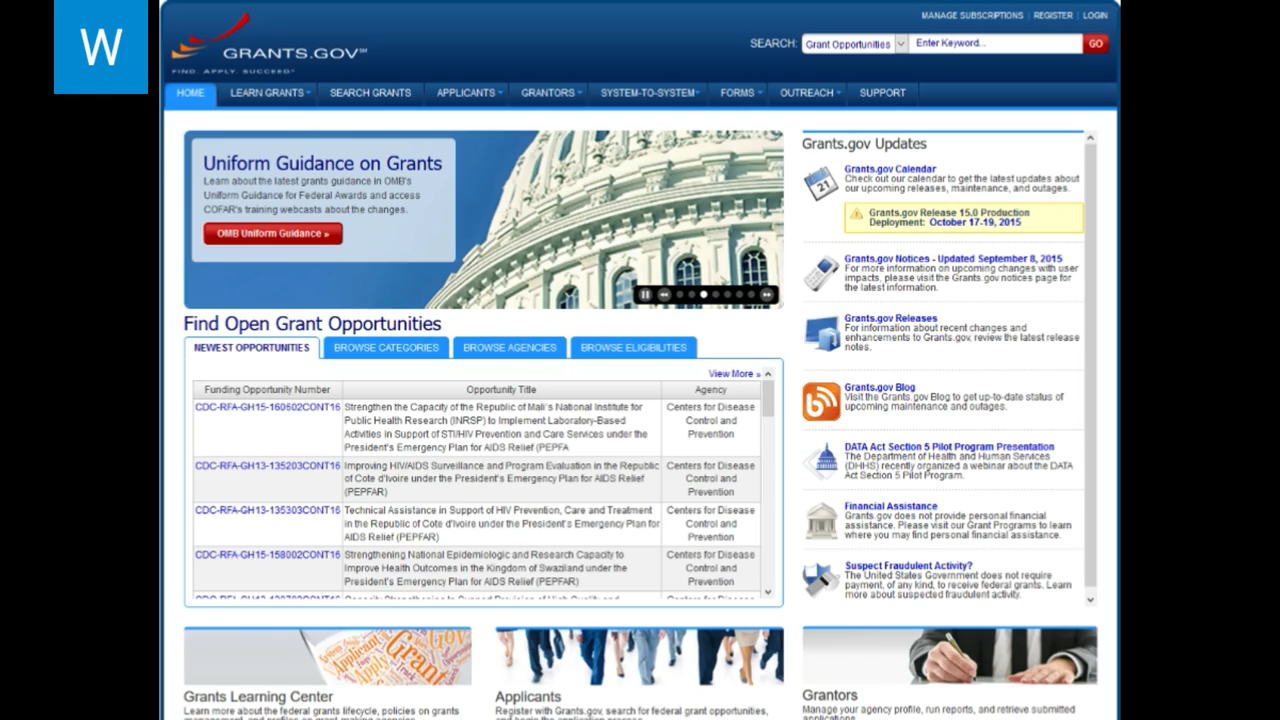 W
MANAGE SUBSCRIPTIONS | REGISTER | LOGIN
GRANTS.GOV℠
FIND. APPLY. SUCCEED.℠
SEARCH: Grant Opportunities Enter Keyword... GO
HOME LEARN GRANTS SEARCH GRANTS APPLICANTS GRANTORS SYSTEM-TO-SYSTEM FORMS OUTREACH SUPPORT
Uniform Guidance on Grants
Learn about the latest grants guidance in OMB's
Uniform Guidance for Federal Awards and access
COFAR's training webcasts about the changes.
OMB Uniform Guidance »
Find Open Grant Opportunities
NEWEST OPPORTUNITIES BROWSE CATEGORIES BROWSE AGENCIES BROWSE ELIGIBILITIES
View More »
Funding Opportunity Number Opportunity Title Agency
CDC-RFA-GH15-160602CONT16 Strengthen the Capacity of the Republic of Mali's National Institute for Centers for Disease
Public Health Research (INRSP) to Implement Laboratory-Based Control and
Activities in Support of STI/HIV Prevention and Care Services under the Prevention
President's Emergency Plan for AIDS Relief (PEPFA
CDC-RFA-GH13-135203CONT16 Improving HIV/AIDS Surveillance and Program Evaluation in the Republic Centers for Disease
of Cote d'Ivoire under the President's Emergency Plan for AIDS Relief Control and
(PEPFAR) Prevention
CDC-RFA-GH13-135303CONT16 Technical Assistance in Support of HIV Prevention, Care and Treatment Centers for Disease
in the Republic of Cote d'Ivoire under the President's Emergency Plan for Control and
AIDS Relief (PEPFAR) Prevention
CDC-RFA-GH15-158002CONT16 Strengthening National Epidemiologic and Research Capacity to Centers for Disease
Improve Health Outcomes in the Kingdom of Swaziland under the Control and
President's Emergency Plan for AIDS Relief (PEPFAR) Prevention
Grants.gov Updates
Grants.gov Calendar
Check out our calendar to get the latest updates about
our upcoming releases, maintenance, and outages.
21
Grants.gov Release 15.0 Production
Deployment: October 17-19, 2015
Grants.gov Notices - Updated September 8, 2015
For more information on upcoming changes with user
impacts, please visit the Grants.gov notices page for
the latest information.
Grants.gov Releases
For information about recent changes and
enhancements to Grants.gov, review the latest release
notes.
Grants.gov Blog
Visit the Grants.gov Blog to get up-to-date status of
upcoming maintenance and outages.
DATA Act Section 5 Pilot Program Presentation
The Department of Health and Human Services
(DHHS) recently organized a webinar about the DATA
Act Section 5 Pilot Program.
Financial Assistance
Grants.gov does not provide personal financial
assistance. Please visit our Grant Programs to learn
where you may find personal financial assistance.
Suspect Fraudulent Activity?
The United States Government does not require
payment, of any kind, to receive federal grants. Learn
more about suspected fraudulent activity.
Applicant Grant Gov
Apply
Grants Learning Center
Learn more about the federal grants lifecycle, policies on grants
Applicants
Register with Grants.gov, search for federal grant opportunities,
Grantors
Manage your agency profile, run reports, and retrieve submitted